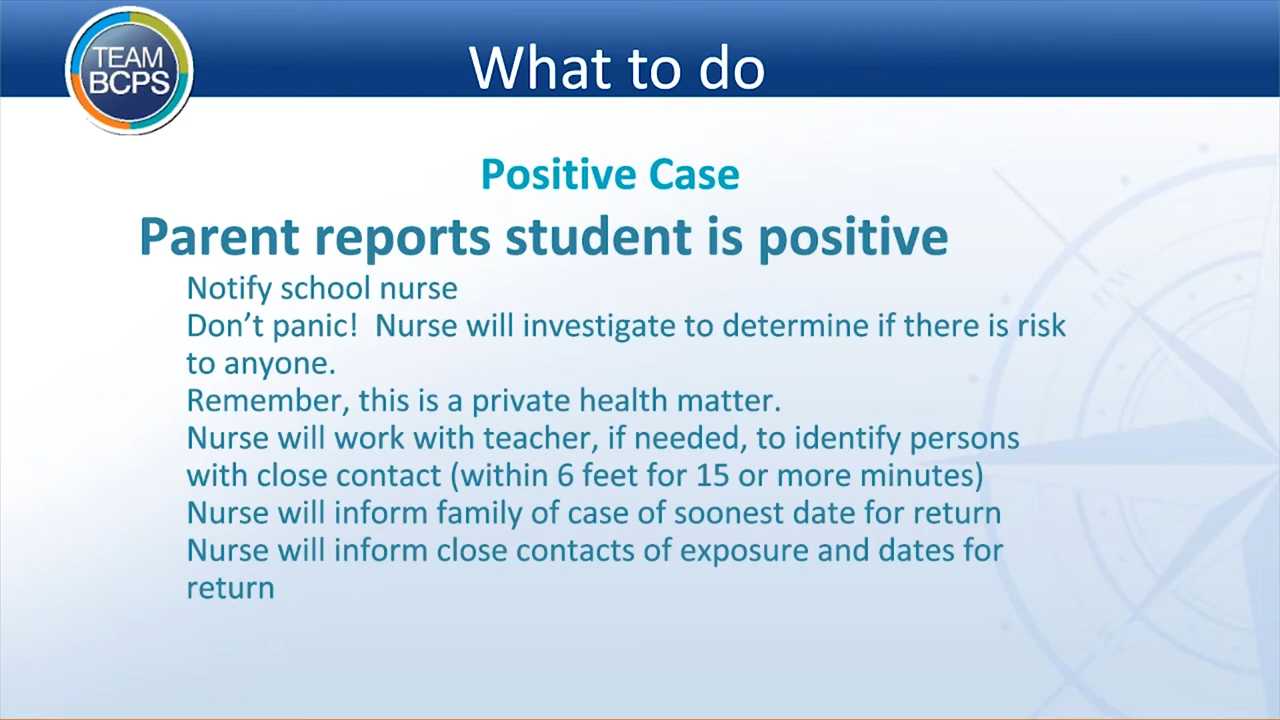 TEAM
BCPS
What to do
Positive Case
Parent reports student is positive
Notify school nurse
Don’t panic!  Nurse will investigate to determine if there is risk
to anyone.
Remember, this is a private health matter.
Nurse will work with teacher, if needed, to identify persons
with close contact (within 6 feet for 15 or more minutes)
Nurse will inform family of case of soonest date for return
Nurse will inform close contacts of exposure and dates for
return